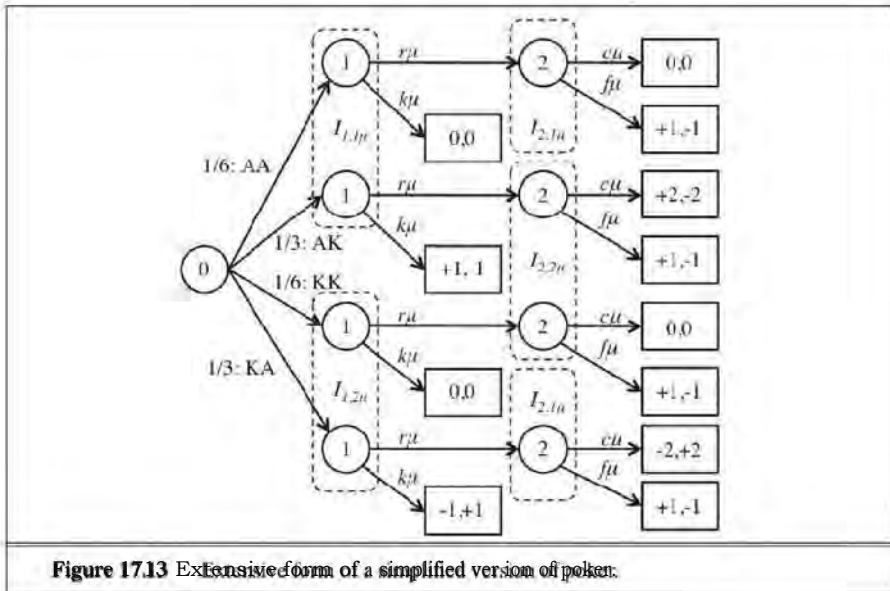 1 rμ 2 cμ 0,0
kμ fμ
I1,1μ 0,0 I2,1μ +1,-1
1/6: AA
1 rμ 2 cμ +2,-2
kμ fμ
1/3: AK
0 +1, 1 I2,2μ +1,-1
1/6: KK
1 rμ 2 cμ 0,0
kμ fμ
1/3: KA
I1,2μ 0,0 I2,1μ +1,-1
1 rμ 2 cμ -2,+2
kμ fμ
-1,+1 +1,-1
Figure 17.13 Extensive form of a simplified version of poker.